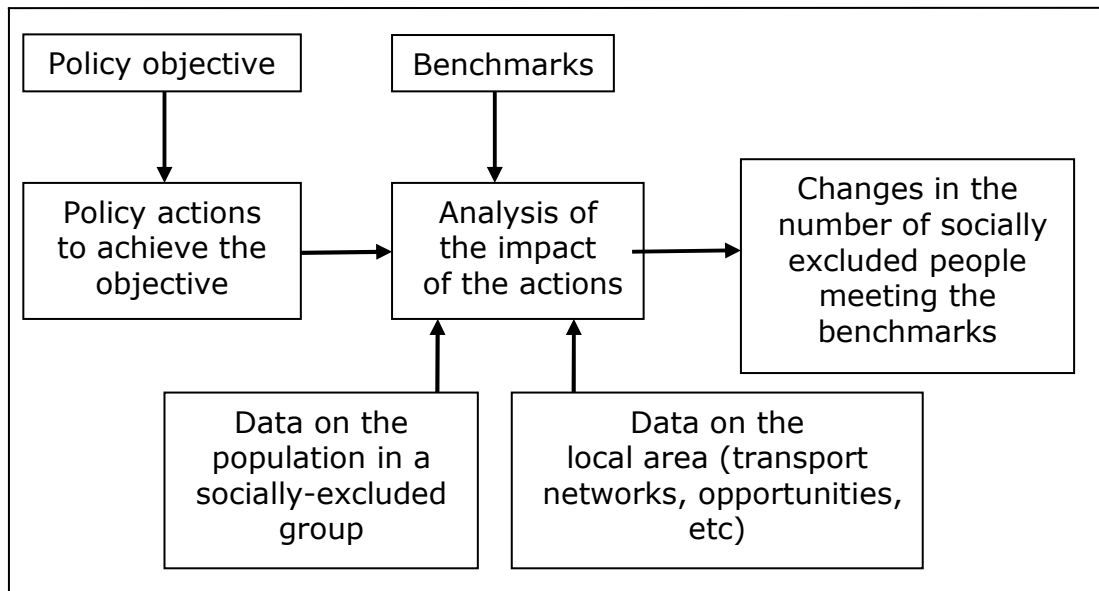 Policy objective
Benchmarks
Policy actions
to achieve the
objective
Analysis of
the impact
of the actions
Changes in the
number of socially
excluded people
meeting the
benchmarks
Data on the
population in a
socially-excluded
group
Data on the
local area (transport
networks, opportunities,
etc)